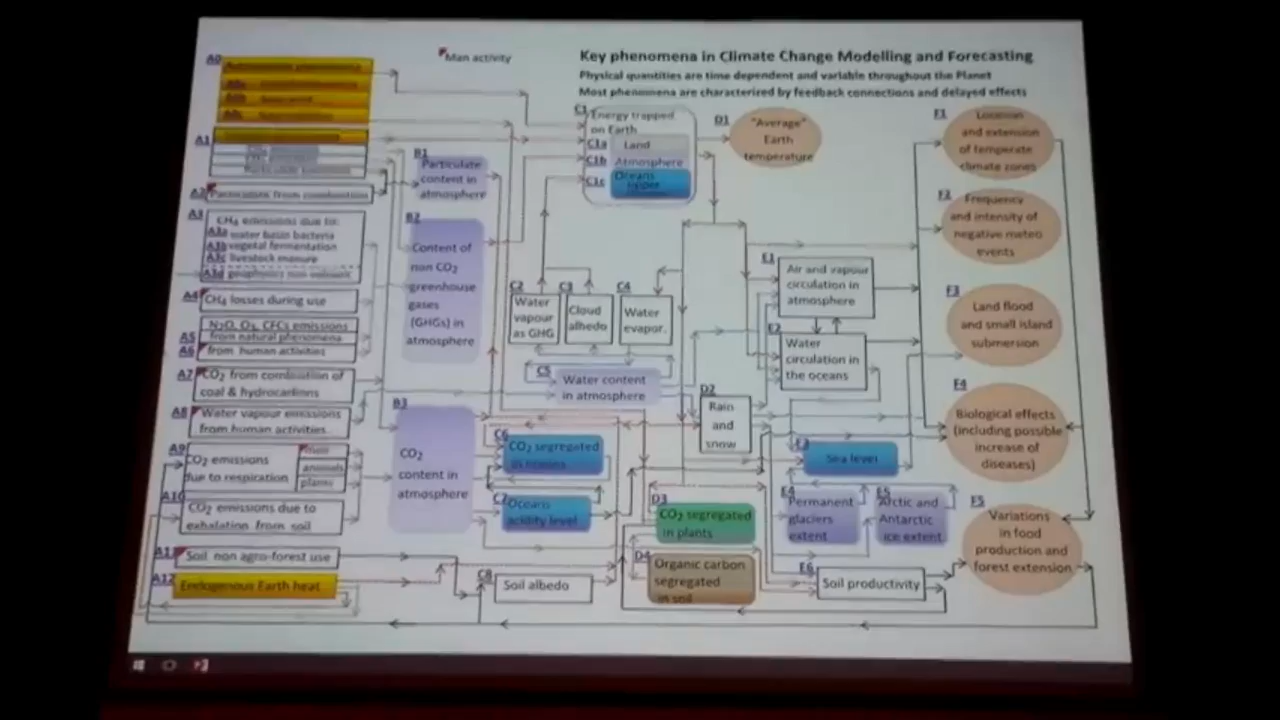 Man activity
Key phenomena in Climate Change Modelling and Forecasting
Physical quantities are time dependent and variable throughout the Planet
Most phenomena are characterized by feedback connections and delayed effects
A0
A1
A2
Particulate from combustion
A3
CH4 emissions due to:
A3a water basin bacteria
A3b vegetal fermentation
A3c livestock manure
A3d
A4
CH4 losses during use
N2O, O3, CFCs emissions
A5 from natural phenomena
A6 from human activities
A7
CO2 from combustion of
coal & hydrocarbons
A8
Water vapour emissions
from human activities
A9
CO2 emissions
due to respiration
man
animals
plants
A10
CO2 emissions due to
exhalation from soil
A11
Soil non agro-forest use
A12
Endogenous Earth heat
B1
Particulate
content in
atmosphere
B2
Content of
non CO2
greenhouse
gases
(GHGs) in
atmosphere
B3
CO2
content in
atmosphere
C1
Energy trapped
on Earth
C1a Land
C1b Atmosphere
C1c Oceans
C2
Water
vapour
as GHG
C3
Cloud
albedo
C4
Water
evapor.
C5
Water content
in atmosphere
C6
CO2 segregated
C7
Oceans
acidity level
C8
Soil albedo
D1
"Average"
Earth
temperature
D2
Rain
and
snow
D3
CO2 segregated
in plants
D4
Organic carbon
segregated
in soil
E1
Air and vapour
circulation in
atmosphere
E2
Water
circulation in
the oceans
E3
Sea level
E4
Permanent
glaciers
extent
E5
Arctic and
Antarctic
ice extent
E6
Soil productivity
F1
Location
and extension
of temperate
climate zones
F2
Frequency
and intensity of
negative meteo
events
F3
Land flood
and small island
submersion
F4
Biological effects
(including possible
increase of
diseases)
F5
Variations
in food
production and
forest extension